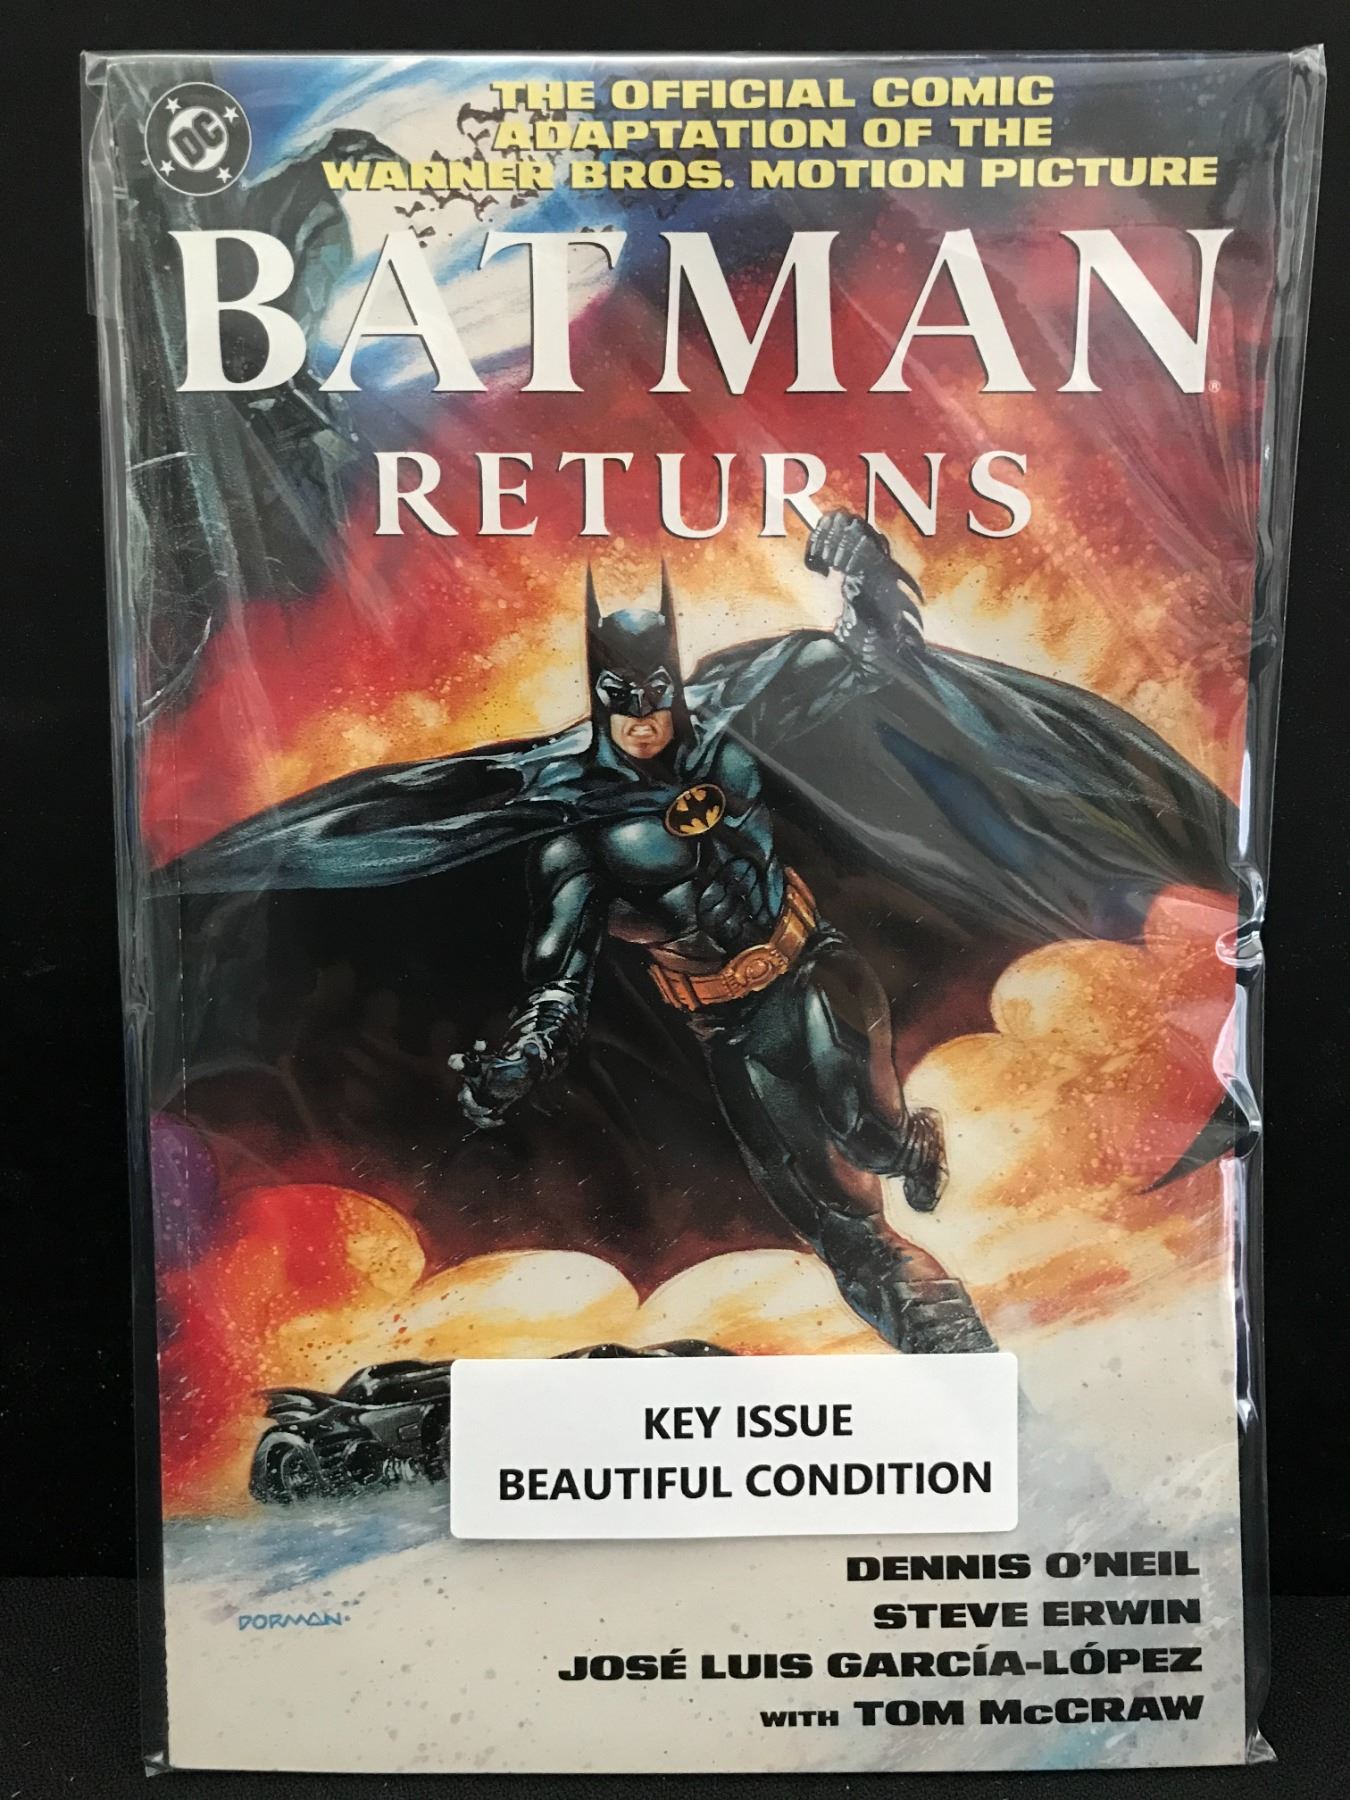 DC
THE OFFICIAL COMIC
ADAPTATION OF THE
WARNER BROS. MOTION PICTURE
BATMAN®
RETURNS
KEY ISSUE
BEAUTIFUL CONDITION
DENNIS O'NEIL
STEVE ERWIN
DORMAN.
JOSÉ LUIS GARCÍA-LÓPEZ
WITH TOM McCRAW